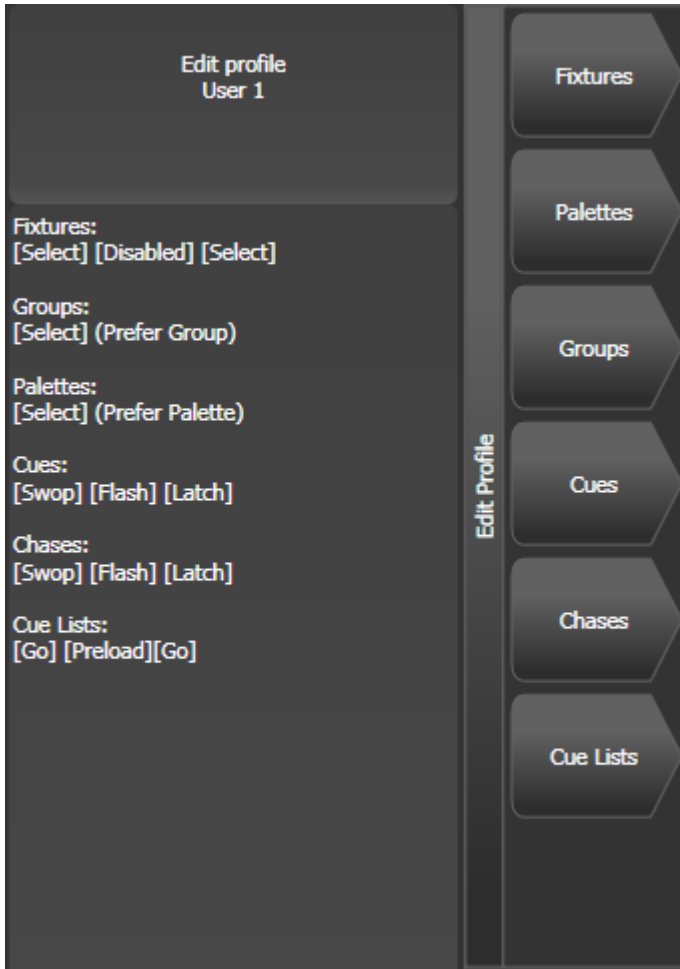 Edit profile
User 1
Fixtures:
[Select] [Disabled] [Select]
Groups:
[Select] (Prefer Group)
Palettes:
[Select] (Prefer Palette)
Cues:
[Swop] [Flash] [Latch]
Chases:
[Swop] [Flash] [Latch]
Cue Lists:
[Go] [Preload][Go]
Edit Profile
Fixtures
Palettes
Groups
Cues
Chases
Cue Lists